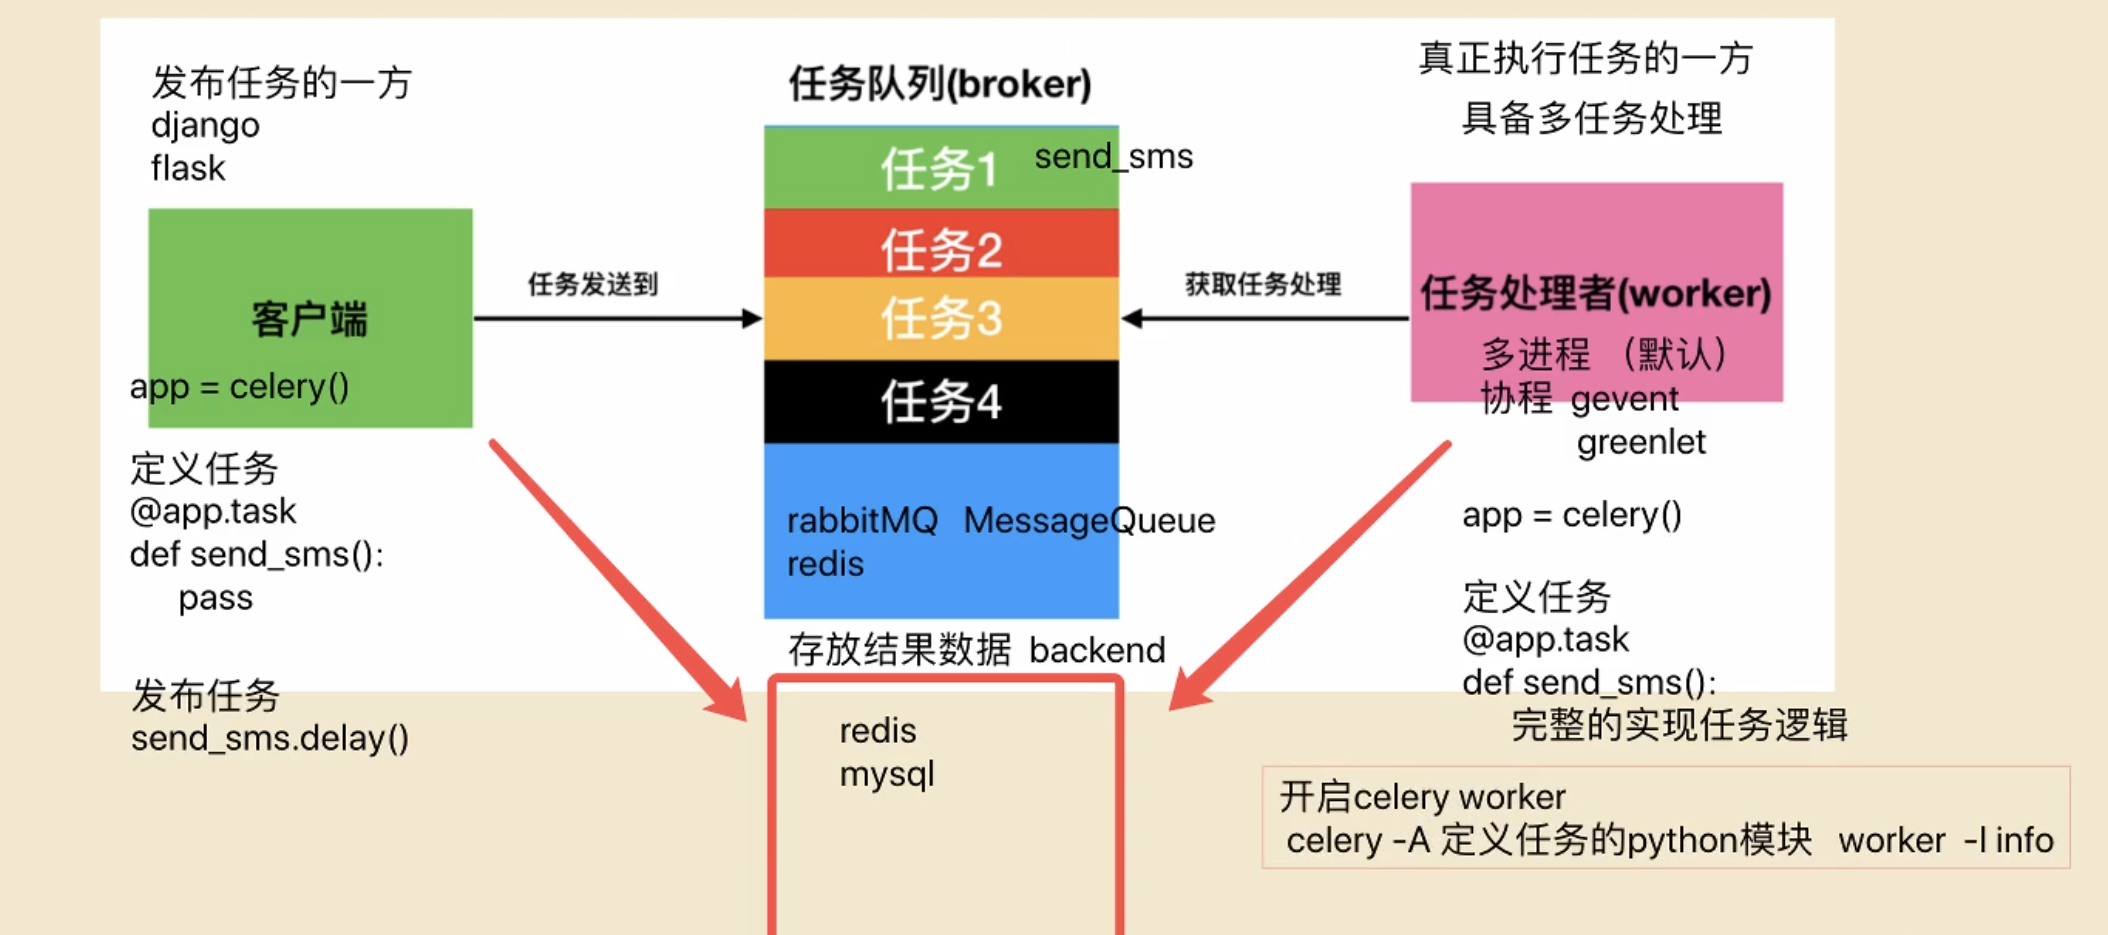 发布任务的一方
django
flask
客户端
app = celery()
定义任务
@app.task
def send_sms():
pass
发布任务
send_sms.delay()
任务发送到
任务队列(broker)
任务1 send_sms
任务2
任务3
任务4
rabbitMQ MessageQueue
redis
存放结果数据 backend
redis
mysql
获取任务处理
真正执行任务的一方
具备多任务处理
任务处理者(worker)
多进程 （默认）
协程 gevent
greenlet
app = celery()
定义任务
@app.task
def send_sms():
完整的实现任务逻辑
开启celery worker
celery -A 定义任务的python模块 worker -l info